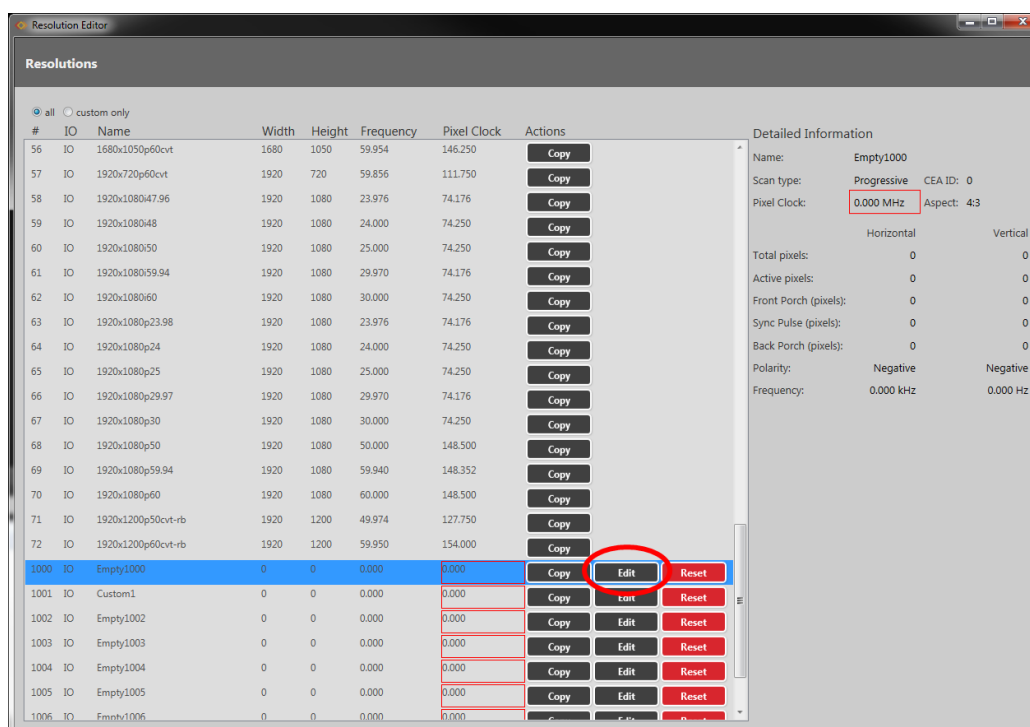 Resolution Editor
Resolutions
all custom only
# IO Name Width Height Frequency Pixel Clock Actions
56 IO 1680x1050p60cvt 1680 1050 59.954 146.250 Copy
57 IO 1920x720p60cvt 1920 720 59.856 111.750 Copy
58 IO 1920x1080i47.96 1920 1080 23.976 74.176 Copy
59 IO 1920x1080i48 1920 1080 24.000 74.250 Copy
60 IO 1920x1080i50 1920 1080 25.000 74.250 Copy
61 IO 1920x1080i59.94 1920 1080 29.970 74.176 Copy
62 IO 1920x1080i60 1920 1080 30.000 74.250 Copy
63 IO 1920x1080p23.98 1920 1080 23.976 74.176 Copy
64 IO 1920x1080p24 1920 1080 24.000 74.250 Copy
65 IO 1920x1080p25 1920 1080 25.000 74.250 Copy
66 IO 1920x1080p29.97 1920 1080 29.970 74.176 Copy
67 IO 1920x1080p30 1920 1080 30.000 74.250 Copy
68 IO 1920x1080p50 1920 1080 50.000 148.500 Copy
69 IO 1920x1080p59.94 1920 1080 59.940 148.352 Copy
70 IO 1920x1080p60 1920 1080 60.000 148.500 Copy
71 IO 1920x1200p50cvt-rb 1920 1200 49.974 127.750 Copy
72 IO 1920x1200p60cvt-rb 1920 1200 59.950 154.000 Copy
1000 IO Empty1000 0 0 0.000 0.000 Copy Edit Reset
1001 IO Custom1 0 0 0.000 0.000 Copy Edit Reset
1002 IO Empty1002 0 0 0.000 0.000 Copy Edit Reset
1003 IO Empty1003 0 0 0.000 0.000 Copy Edit Reset
1004 IO Empty1004 0 0 0.000 0.000 Copy Edit Reset
1005 IO Empty1005 0 0 0.000 0.000 Copy Edit Reset
1006 IO Empty1006 0 0 0.000 0.000 Copy Edit Reset
Detailed Information
Name: Empty1000
Scan type: Progressive CEA ID: 0
Pixel Clock: 0.000 MHz Aspect: 4:3
Horizontal Vertical
Total pixels: 0 0
Active pixels: 0 0
Front Porch (pixels): 0 0
Sync Pulse (pixels): 0 0
Back Porch (pixels): 0 0
Polarity: Negative Negative
Frequency: 0.000 kHz 0.000 Hz